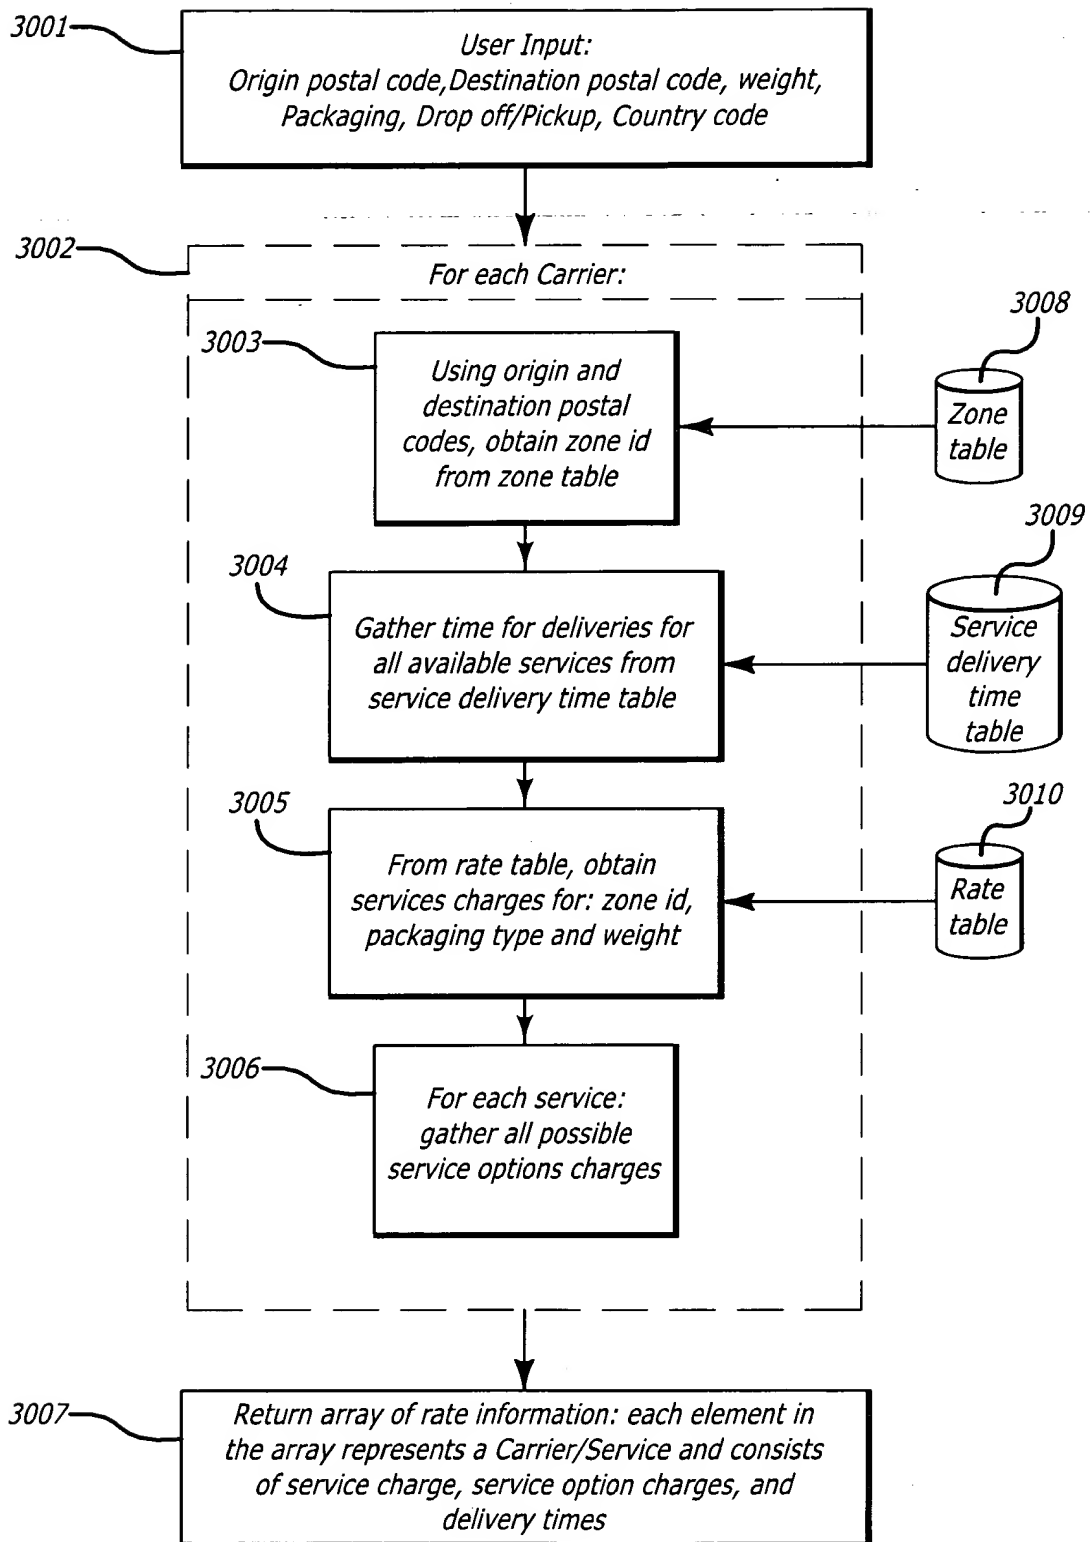 3001
User Input:
Origin postal code,Destination postal code, weight,
Packaging, Drop off/Pickup, Country code
3002
For each Carrier:
3003
Using origin and
destination postal
codes, obtain zone id
from zone table
3008
Zone
table
3004
Gather time for deliveries for
all available services from
service delivery time table
3009
Service
delivery
time
table
3005
From rate table, obtain
services charges for: zone id,
packaging type and weight
3010
Rate
table
3006
For each service:
gather all possible
service options charges
3007
Return array of rate information: each element in
the array represents a Carrier/Service and consists
of service charge, service option charges, and
delivery times